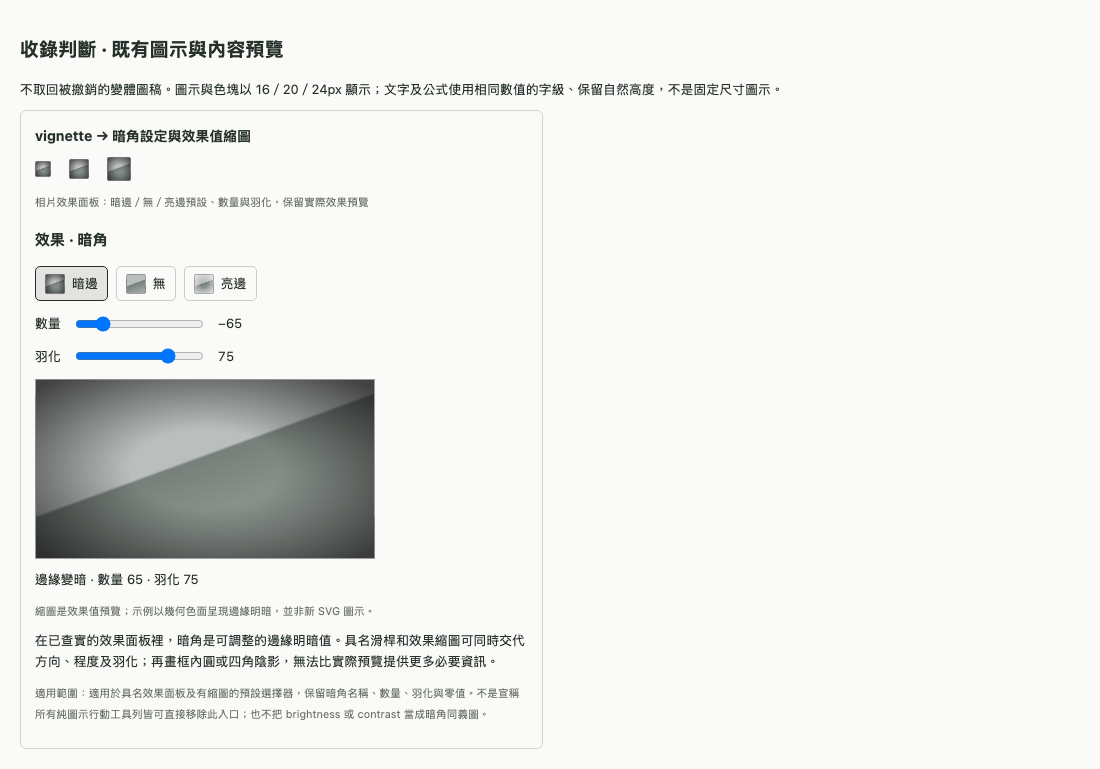 收錄判斷 · 既有圖示與內容預覽
不取回被撤銷的變體圖稿。圖示與色塊以 16 / 20 / 24px 顯示；文字及公式使用相同數值的字級、保留自然高度，不是固定尺寸圖示。
vignette → 暗角設定與效果值縮圖
相片效果面板：暗邊 / 無 / 亮邊預設、數量與羽化，保留實際效果預覽
效果 · 暗角
暗邊 無 亮邊
數量 −65
羽化 75
邊緣變暗 · 數量 65 · 羽化 75
縮圖是效果值預覽；示例以幾何色面呈現邊緣明暗，並非新 SVG 圖示。
在已查實的效果面板裡，暗角是可調整的邊緣明暗值。具名滑桿和效果縮圖可同時交代
方向、程度及羽化；再畫框內圓或四角陰影，無法比實際預覽提供更多必要資訊。
適用範圍：適用於具名效果面板及有縮圖的預設選擇器，保留暗角名稱、數量、羽化與零值。不是宣稱
所有純圖示行動工具列皆可直接移除此入口；也不把 brightness 或 contrast 當成暗角同義圖。